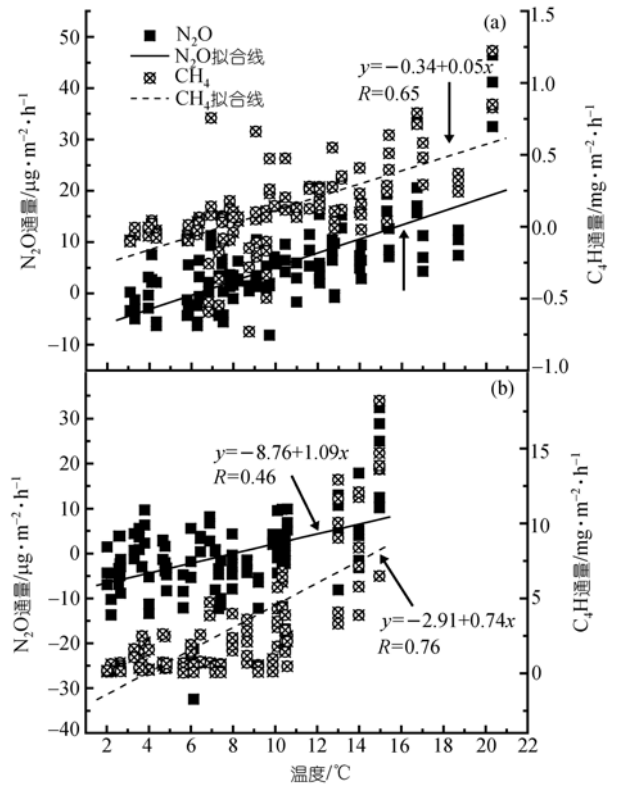 (a)
N₂O
N₂O拟合线
CH₄
CH₄拟合线
y=−0.34+0.05x
R=0.65
50
40
30
20
10
0
−10
N₂O通量/μg·m⁻²·h⁻¹
1.5
1.0
0.5
0.0
−0.5
−1.0
C₄H通量/mg·m⁻²·h⁻¹
(b)
y=−8.76+1.09x
R=0.46
y=−2.91+0.74x
R=0.76
30
20
10
0
−10
−20
−30
−40
N₂O通量/μg·m⁻²·h⁻¹
15
10
5
0
C₄H通量/mg·m⁻²·h⁻¹
2 4 6 8 10 12 14 16 18 20 22
温度/℃